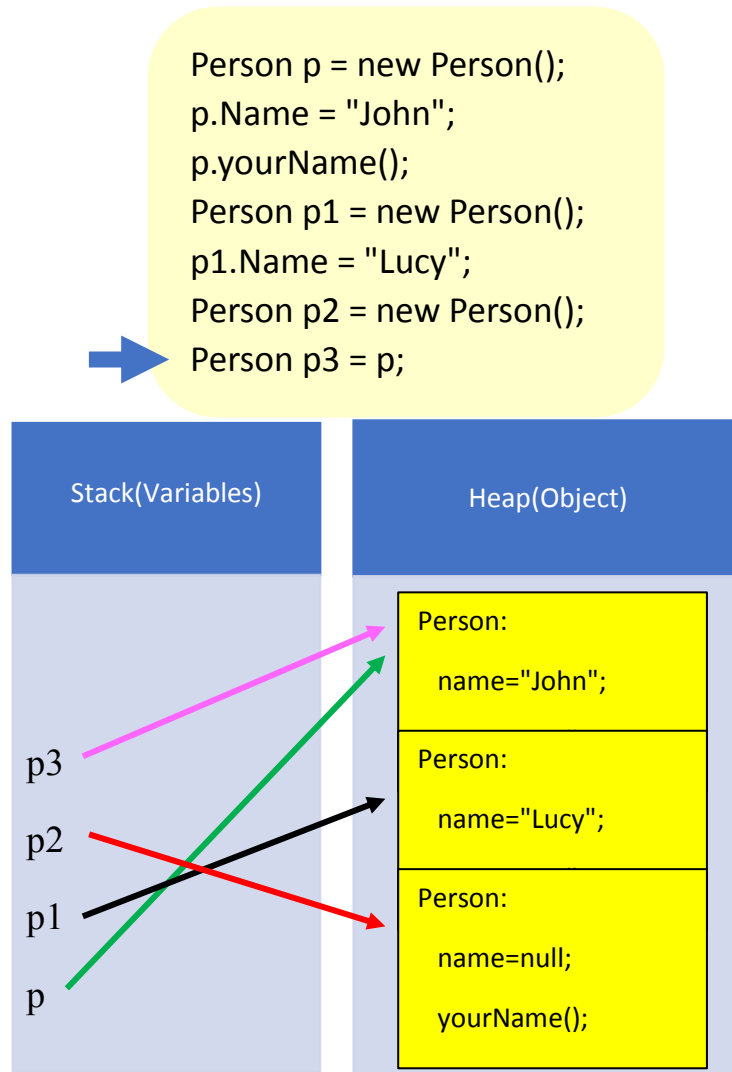 Person p = new Person();
p.Name = "John";
p.yourName();
Person p1 = new Person();
p1.Name = "Lucy";
Person p2 = new Person();
Person p3 = p;
Stack(Variables)
Heap(Object)
p3
p2
p1
p
Person:
name="John";
Person:
name="Lucy";
Person:
name=null;
yourName();